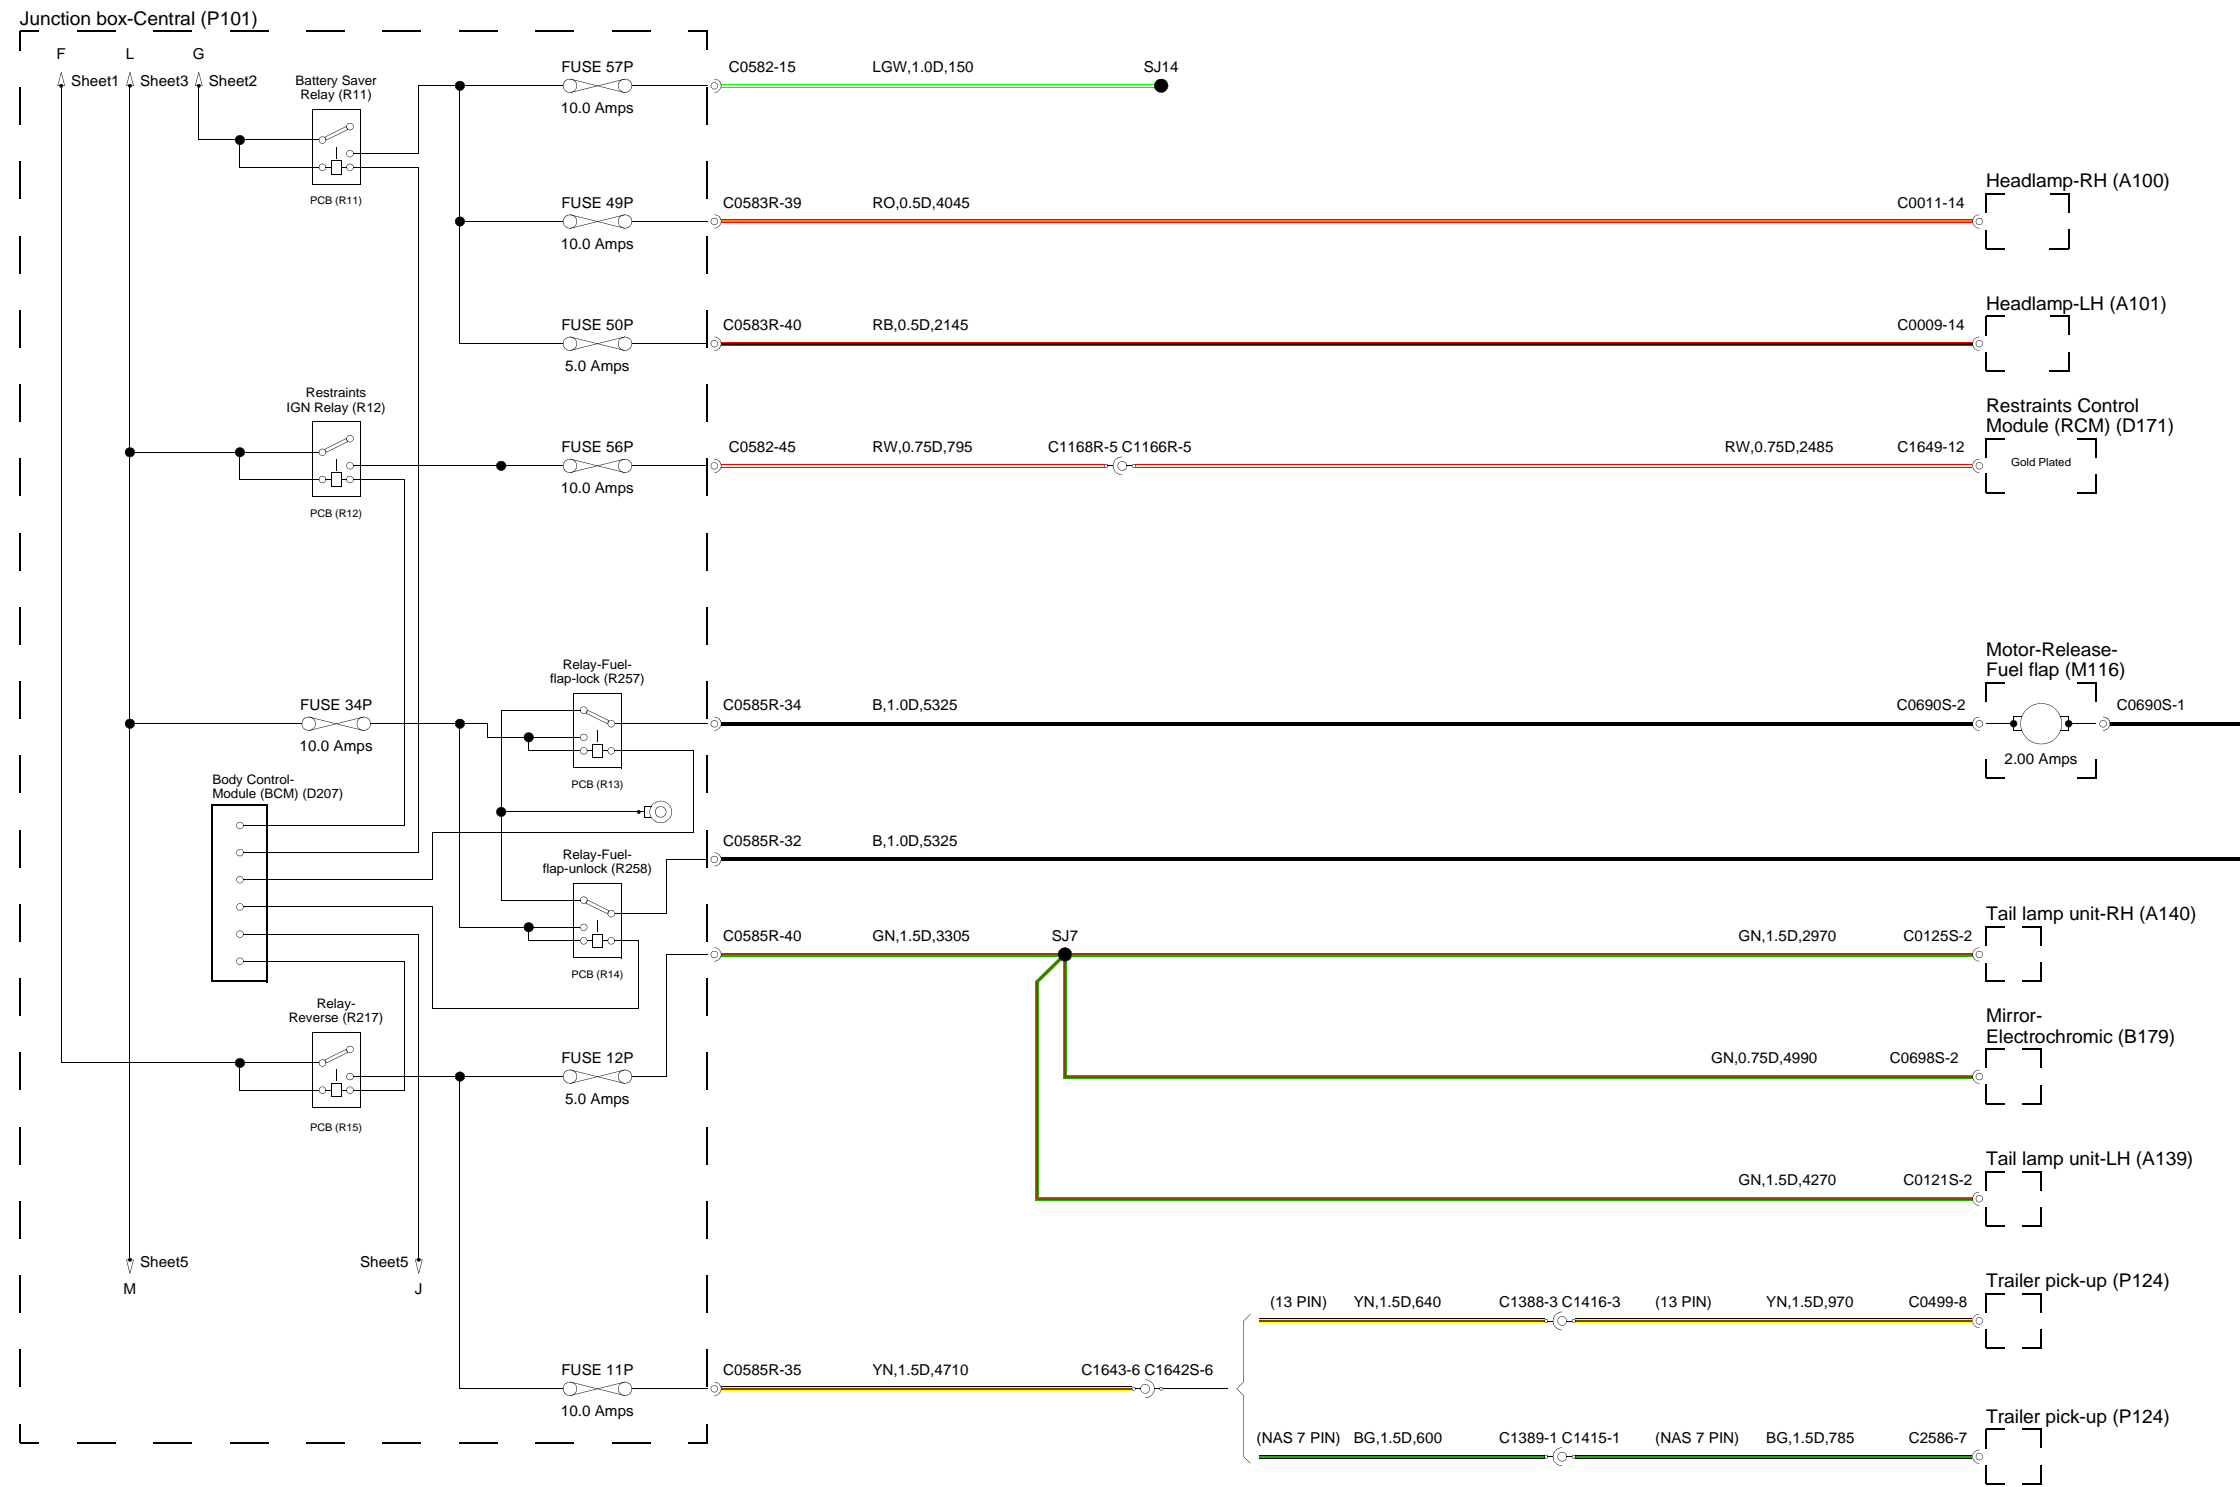 Junction box-Central (P101)
F
L
G
Sheet1
Sheet3
Sheet2
Battery Saver
Relay (R11)
PCB (R11)
FUSE 57P
10.0 Amps
C0582-15
LGW,1.0D,150
SJ14
FUSE 49P
10.0 Amps
C0583R-39
RO,0.5D,4045
C0011-14
Headlamp-RH (A100)
FUSE 50P
5.0 Amps
C0583R-40
RB,0.5D,2145
C0009-14
Headlamp-LH (A101)
Restraints
IGN Relay (R12)
PCB (R12)
FUSE 56P
10.0 Amps
C0582-45
RW,0.75D,795
C1168R-5 C1166R-5
RW,0.75D,2485
C1649-12
Restraints Control
Module (RCM) (D171)
Gold Plated
FUSE 34P
10.0 Amps
Relay-Fuel-
flap-lock (R257)
PCB (R13)
C0585R-34
B,1.0D,5325
C0690S-2
Motor-Release-
Fuel flap (M116)
2.00 Amps
C0690S-1
Body Control-
Module (BCM) (D207)
Relay-Fuel-
flap-unlock (R258)
PCB (R14)
C0585R-32
B,1.0D,5325
C0585R-40
GN,1.5D,3305
SJ7
GN,1.5D,2970
C0125S-2
Tail lamp unit-RH (A140)
Relay-
Reverse (R217)
PCB (R15)
FUSE 12P
5.0 Amps
GN,0.75D,4990
C0698S-2
Mirror-
Electrochromic (B179)
GN,1.5D,4270
C0121S-2
Tail lamp unit-LH (A139)
Sheet5
M
Sheet5
J
(13 PIN)
YN,1.5D,640
C1388-3 C1416-3
(13 PIN)
YN,1.5D,970
C0499-8
Trailer pick-up (P124)
FUSE 11P
10.0 Amps
C0585R-35
YN,1.5D,4710
C1643-6 C1642S-6
(NAS 7 PIN)
BG,1.5D,600
C1389-1 C1415-1
(NAS 7 PIN)
BG,1.5D,785
C2586-7
Trailer pick-up (P124)